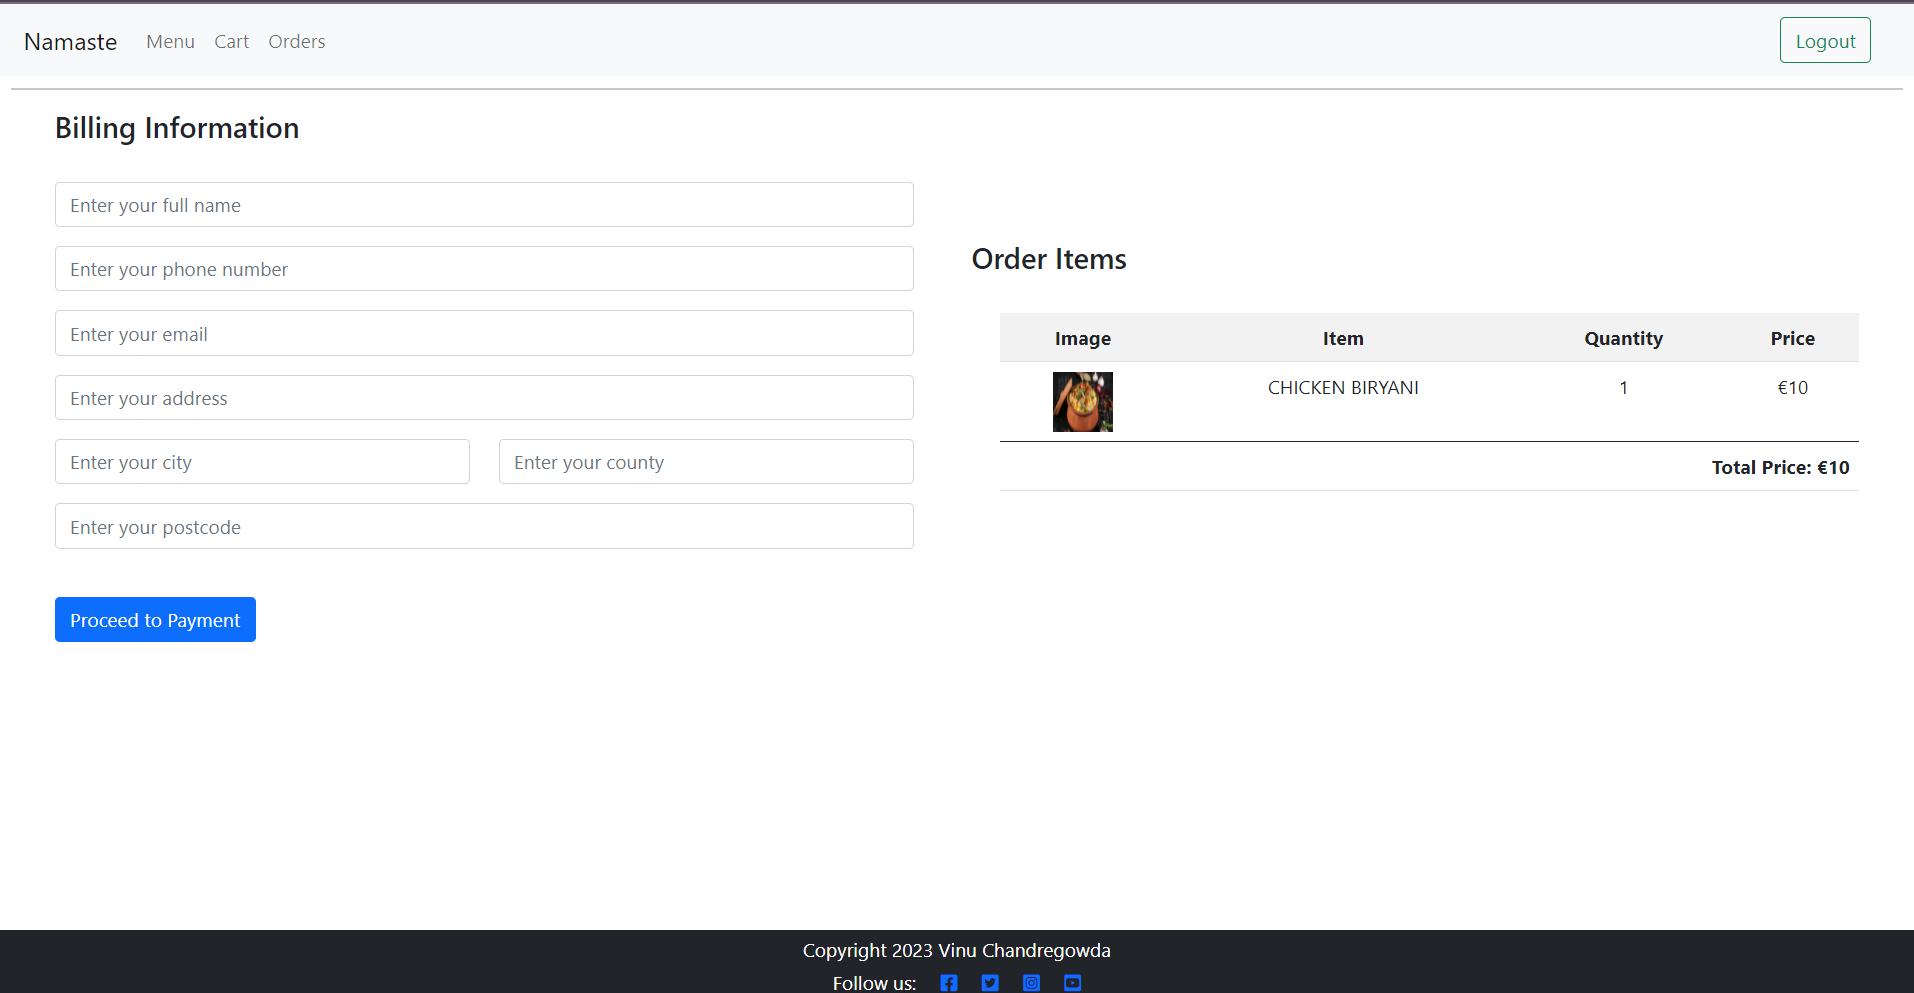 Namaste Menu Cart Orders Logout
Billing Information
Enter your full name
Enter your phone number
Enter your email
Enter your address
Enter your city Enter your county
Enter your postcode
Proceed to Payment
Order Items
Image Item Quantity Price
CHICKEN BIRYANI 1 €10
Total Price: €10
Copyright 2023 Vinu Chandregowda
Follow us: